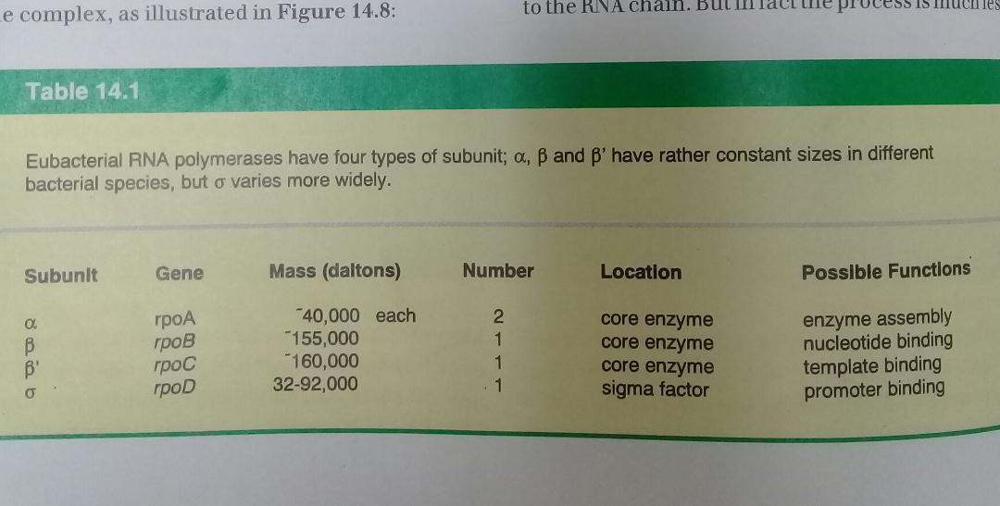 e complex, as illustrated in Figure 14.8:
to the RNA chain. But in fact the process is much les
Table 14.1
Eubacterial RNA polymerases have four types of subunit; α, β and β' have rather constant sizes in different
bacterial species, but σ varies more widely.
Subunit Gene Mass (daltons) Number Location Possible Functions
α rpoA ~40,000 each 2 core enzyme enzyme assembly
β rpoB ~155,000 1 core enzyme nucleotide binding
β' rpoC ~160,000 1 core enzyme template binding
σ rpoD 32-92,000 1 sigma factor promoter binding